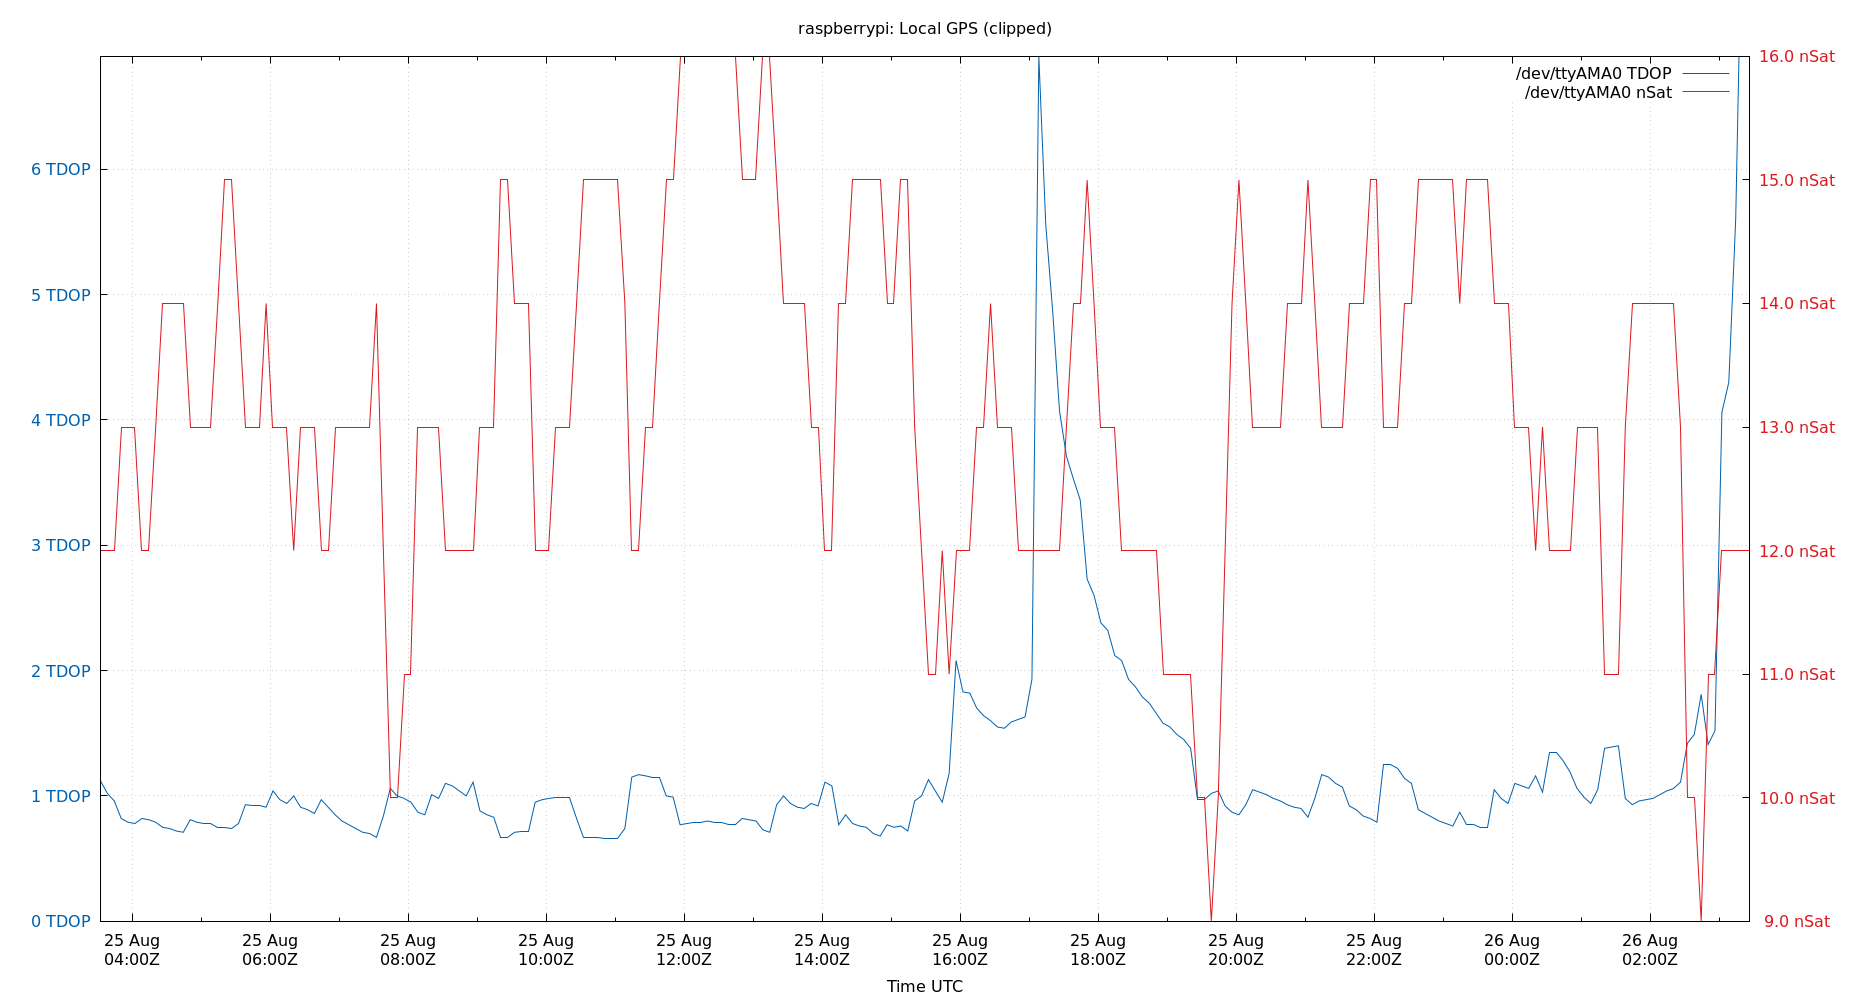 raspberrypi: Local GPS (clipped)
/dev/ttyAMA0 TDOP
/dev/ttyAMA0 nSat
6 TDOP
5 TDOP
4 TDOP
3 TDOP
2 TDOP
1 TDOP
0 TDOP
16.0 nSat
15.0 nSat
14.0 nSat
13.0 nSat
12.0 nSat
11.0 nSat
10.0 nSat
9.0 nSat
25 Aug 25 Aug 25 Aug 25 Aug 25 Aug 25 Aug 25 Aug 25 Aug 25 Aug 25 Aug 26 Aug 26 Aug
04:00Z 06:00Z 08:00Z 10:00Z 12:00Z 14:00Z 16:00Z 18:00Z 20:00Z 22:00Z 00:00Z 02:00Z
Time UTC